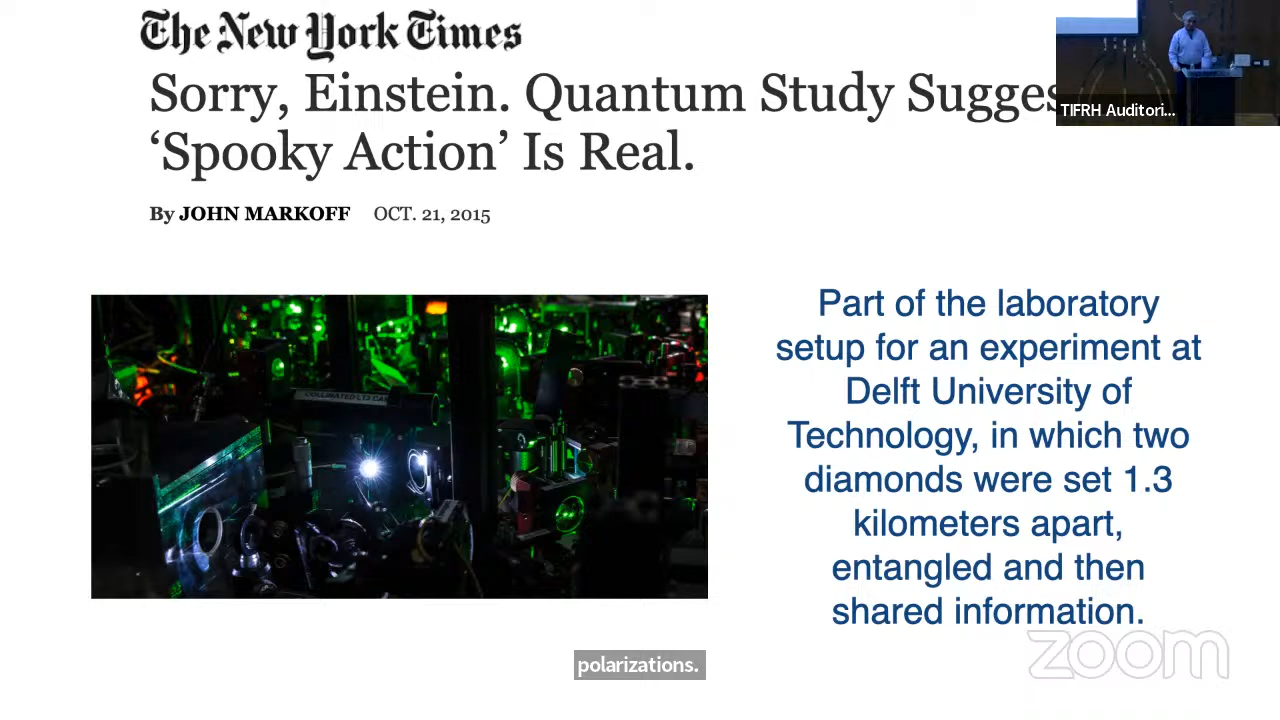 The New York Times
Sorry, Einstein. Quantum Study Sugges
‘Spooky Action’ Is Real.
By JOHN MARKOFF OCT. 21, 2015
TIFRH Auditori...
COLLIMATED
Part of the laboratory
setup for an experiment at
Delft University of
Technology, in which two
diamonds were set 1.3
kilometers apart,
entangled and then
shared information.
polarizations.
zoom